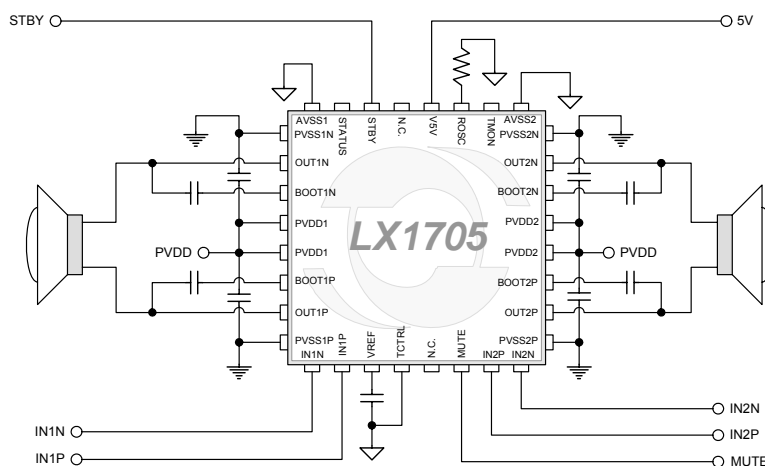 STBY
5V
AVSS1
STATUS
STBY
N.C.
V5V
ROSC
TMON
AVSS2
PVSS1N
PVSS2N
OUT1N
OUT2N
BOOT1N
BOOT2N
PVDD1
PVDD2
LX1705
PVDD
PVDD1
PVDD2
PVDD
BOOT1P
BOOT2P
OUT1P
OUT2P
PVSS1P
PVSS2P
IN1N
IN1P
VREF
TCTRL
N.C.
MUTE
IN2P
IN2N
IN2N
IN1N
IN2P
IN1P
MUTE